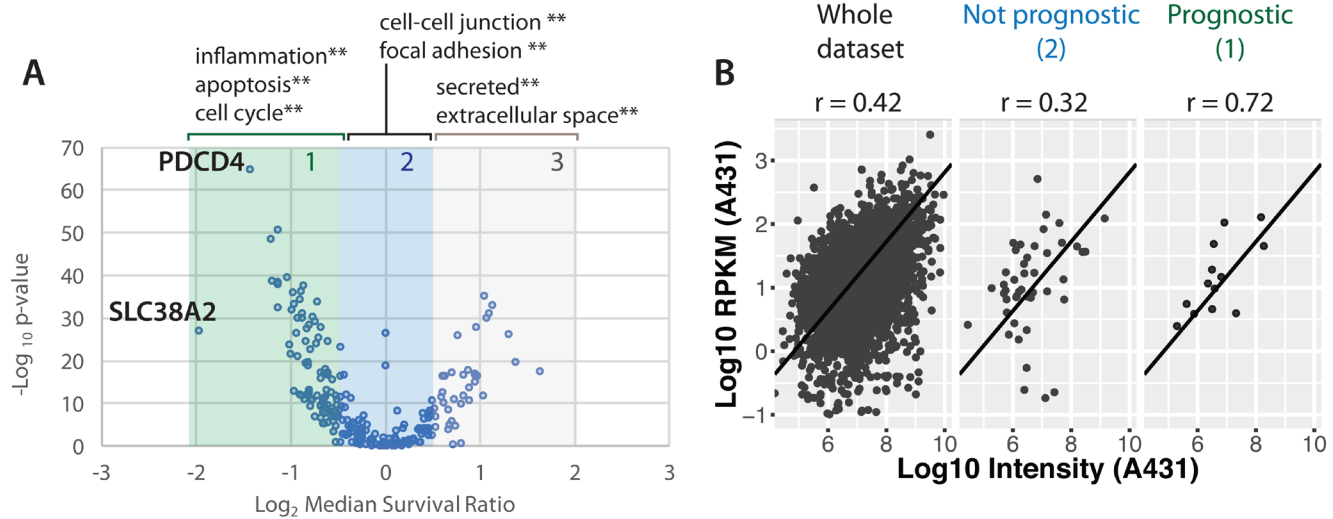 A
inflammation**
apoptosis**
cell cycle**
cell-cell junction **
focal adhesion **
secreted**
extracellular space**
-Log 10 p-value
70
60
50
40
30
20
10
0
PDCD4
SLC38A2
1
2
3
-3
-2
-1
0
1
2
3
Log2 Median Survival Ratio
B
Whole
dataset
r = 0.42
Not prognostic
(2)
r = 0.32
Prognostic
(1)
r = 0.72
Log10 RPKM (A431)
3
2
1
0
−1
6 8 10
6 8 10
6 8 10
Log10 Intensity (A431)